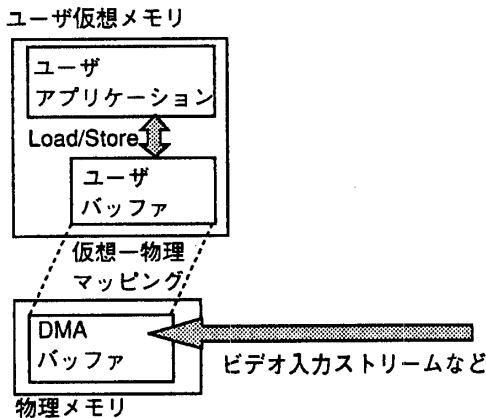 ユーザ仮想メモリ
ユーザ
アプリケーション
Load/Store
ユーザ
バッファ
仮想ー物理
マッピング
DMA
バッファ
ビデオ入力ストリームなど
物理メモリ